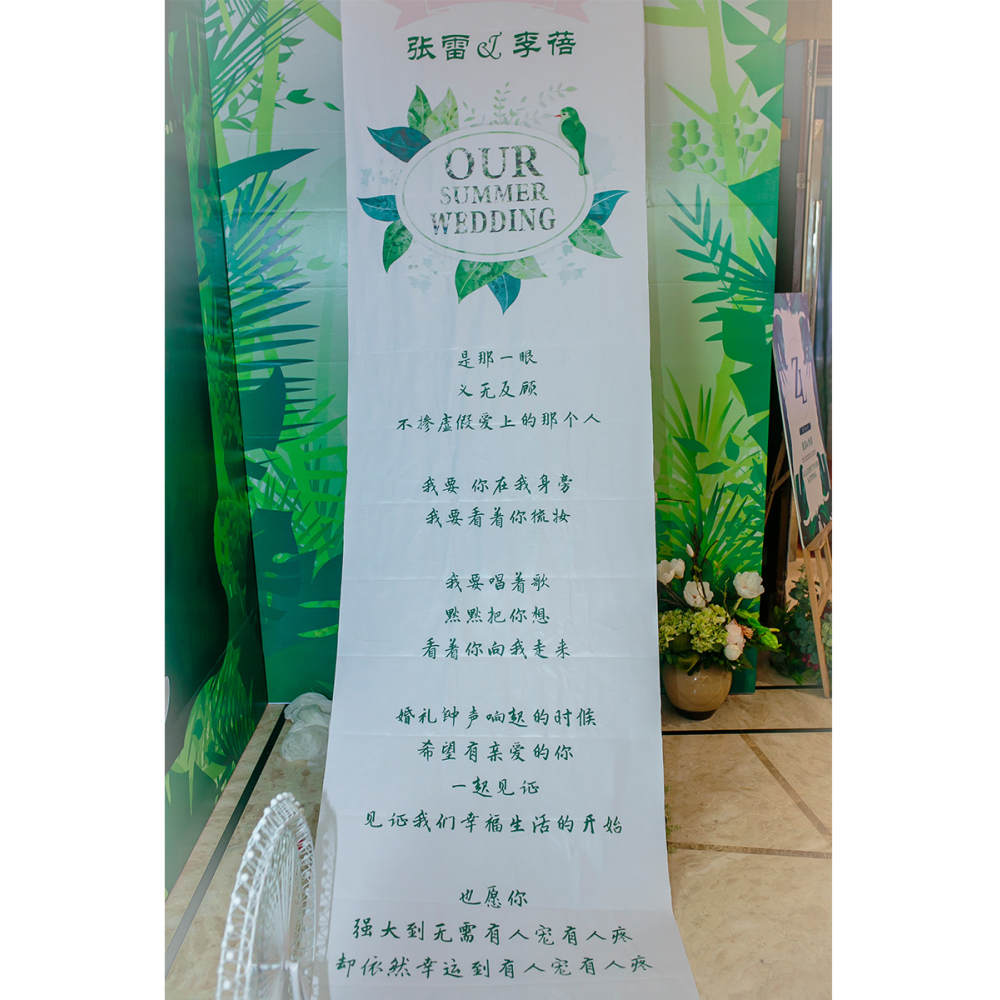 张雷&李蓓
OUR
SUMMER
WEDDING
是那一眼
义无反顾
不掺虚假爱上的那个人
我要 你在我身旁
我要看着你梳妆
我要唱着歌
默默把你想
看着你向我走来
婚礼钟声响起的时候
希望有亲爱的你
一起见证
见证我们幸福生活的开始
也愿你
强大到无需有人宠有人疼
却依然幸运到有人宠有人疼